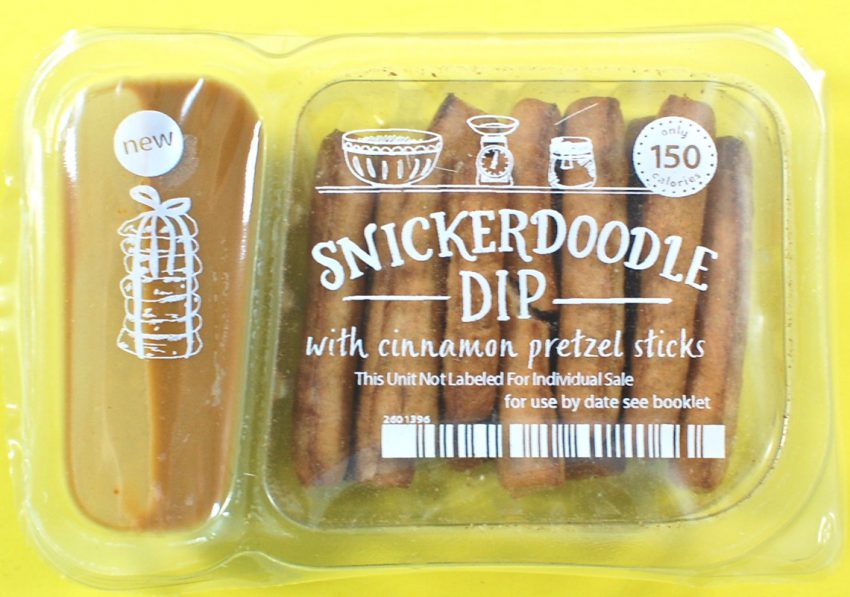 new
only
150
calories
SNICKERDOODLE
DIP
with cinnamon pretzel sticks
This Unit Not Labeled For Individual Sale
for use by date see booklet
2601396